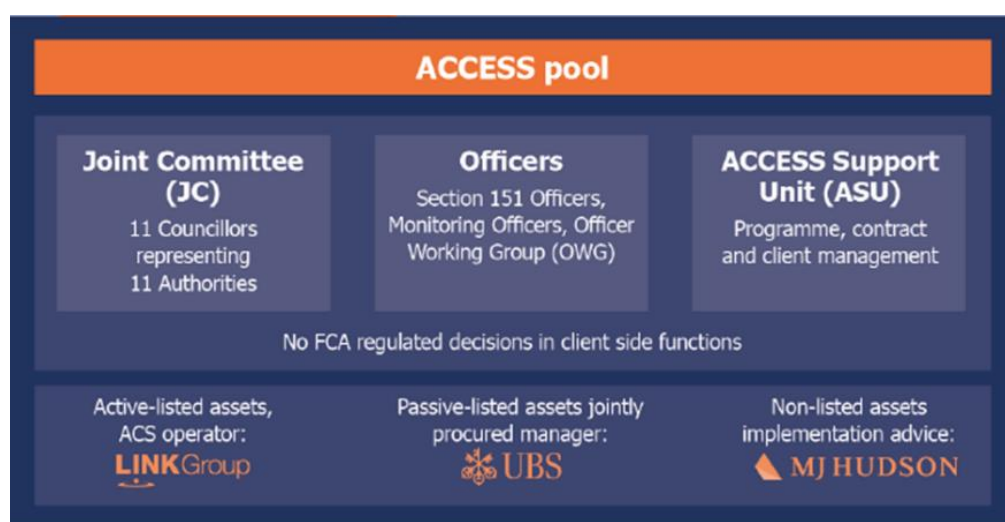 ACCESS pool
Joint Committee
(JC)
11 Councillors
representing
11 Authorities
Officers
Section 151 Officers,
Monitoring Officers, Officer
Working Group (OWG)
ACCESS Support
Unit (ASU)
Programme, contract
and client management
No FCA regulated decisions in client side functions
Active-listed assets,
ACS operator:
LINKGroup
Passive-listed assets jointly
procured manager:
UBS
Non-listed assets
implementation advice:
MJ HUDSON